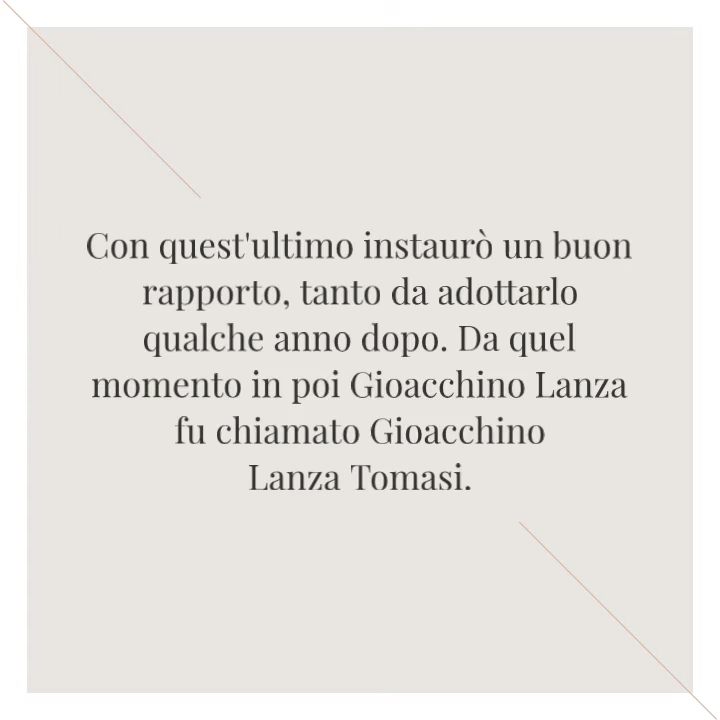 Con quest'ultimo instaurò un buon
rapporto, tanto da adottarlo
qualche anno dopo. Da quel
momento in poi Gioacchino Lanza
fu chiamato Gioacchino
Lanza Tomasi.